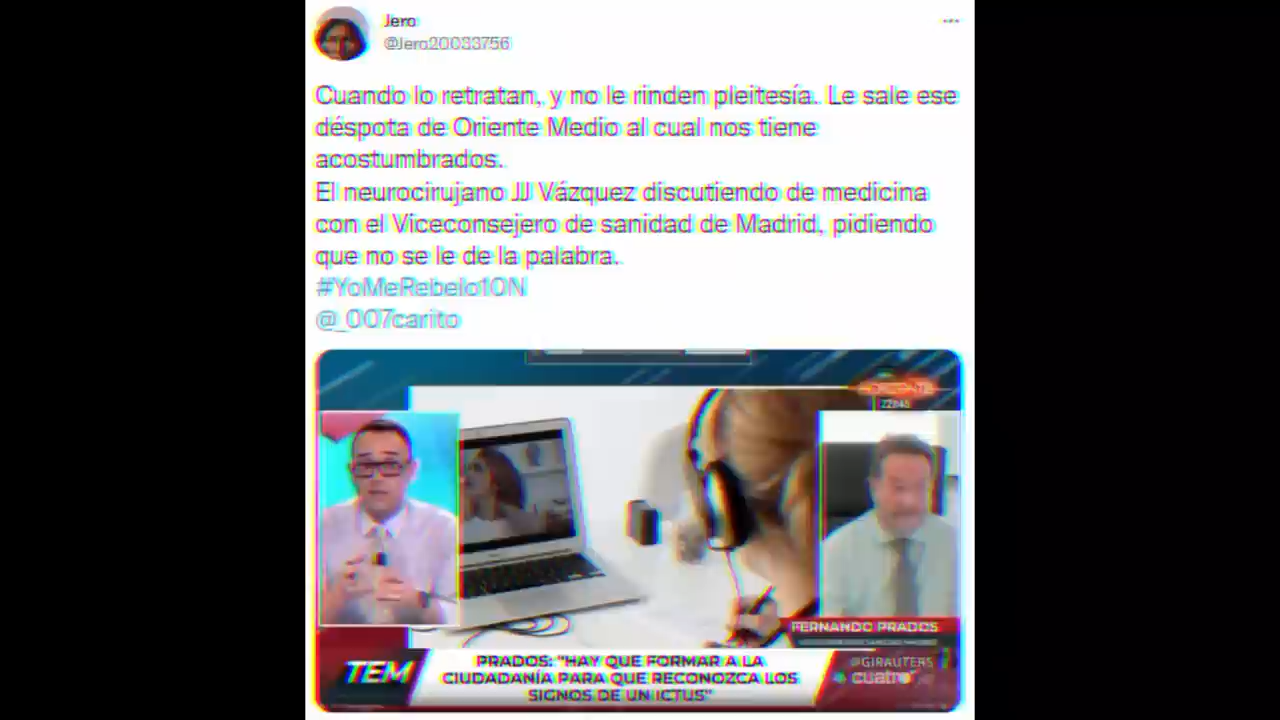 Jero
@Jero20033756
Cuando lo retratan, y no le rinden pleitesía. Le sale ese
déspota de Oriente Medio al cual nos tiene
acostumbrados.
El neurocirujano JJ Vázquez discutiendo de medicina
con el Viceconsejero de sanidad de Madrid, pidiendo
que no se le de la palabra.
#YoMeRebelo10N
@_007carito
22:45
FERNANDO PRADOS
TEM
PRADOS: "HAY QUE FORMAR A LA
CIUDADANÍA PARA QUE RECONOZCA LOS
SIGNOS DE UN ICTUS"
@GIRAUTERS
cuatro